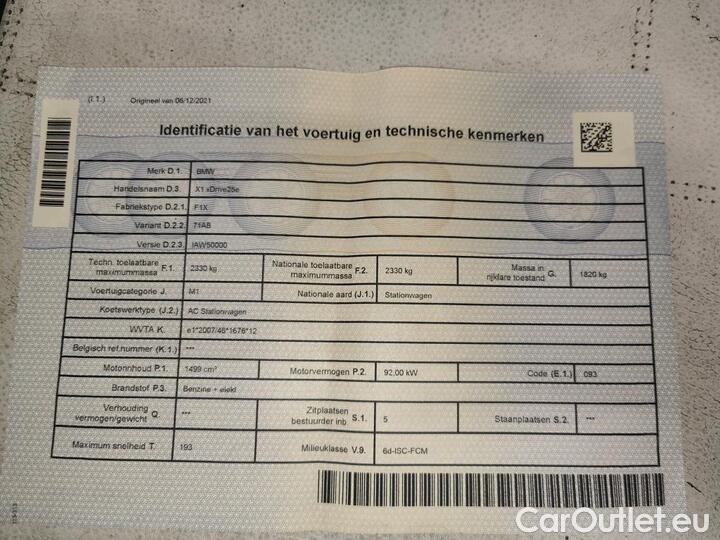 (I.1.) Origineel van 06/12/2021
Identificatie van het voertuig en technische kenmerken
Merk D.1. BMW
Handelsnaam D.3. X1 xDrive25e
Fabriekstype D.2.1. F1X
Variant D.2.2. 71AB
Versie D.2.3. IAW50000
Techn. toelaatbare maximummassa F.1. 2330 kg Nationale toelaatbare maximummassa F.2. 2330 kg Massa in rijklare toestand G. 1820 kg
Voertuigcategorie J. M1 Nationale aard (J.1.) Stationwagen
Koetswerktype (J.2.) AC Stationwagen
WVTA K. e1*2007/46*1676*12
Belgisch ref.nummer (K.1.) ***
Motorinhoud P.1. 1499 cm³ Motorvermogen P.2. 92,00 kW Code (E.1.) 093
Brandstof P.3. Benzine + elekt
Verhouding vermogen/gewicht Q. *** Zitplaatsen bestuurder inb S.1. 5 Staanplaatsen S.2. ***
Maximum snelheid T. 193 Milieuklasse V.9. 6d-ISC-FCM
CarOutlet.eu